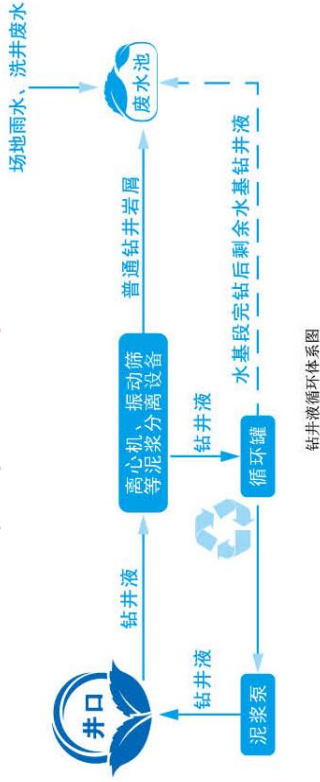 场地雨水、洗井废水
井口
钻井液
离心机、振动筛
等泥浆分离设备
普通钻井岩屑
废水池
钻井液
钻井液
泥浆泵
循环罐
水基段完钻后剩余水基钻井液
钻井液循环体系图